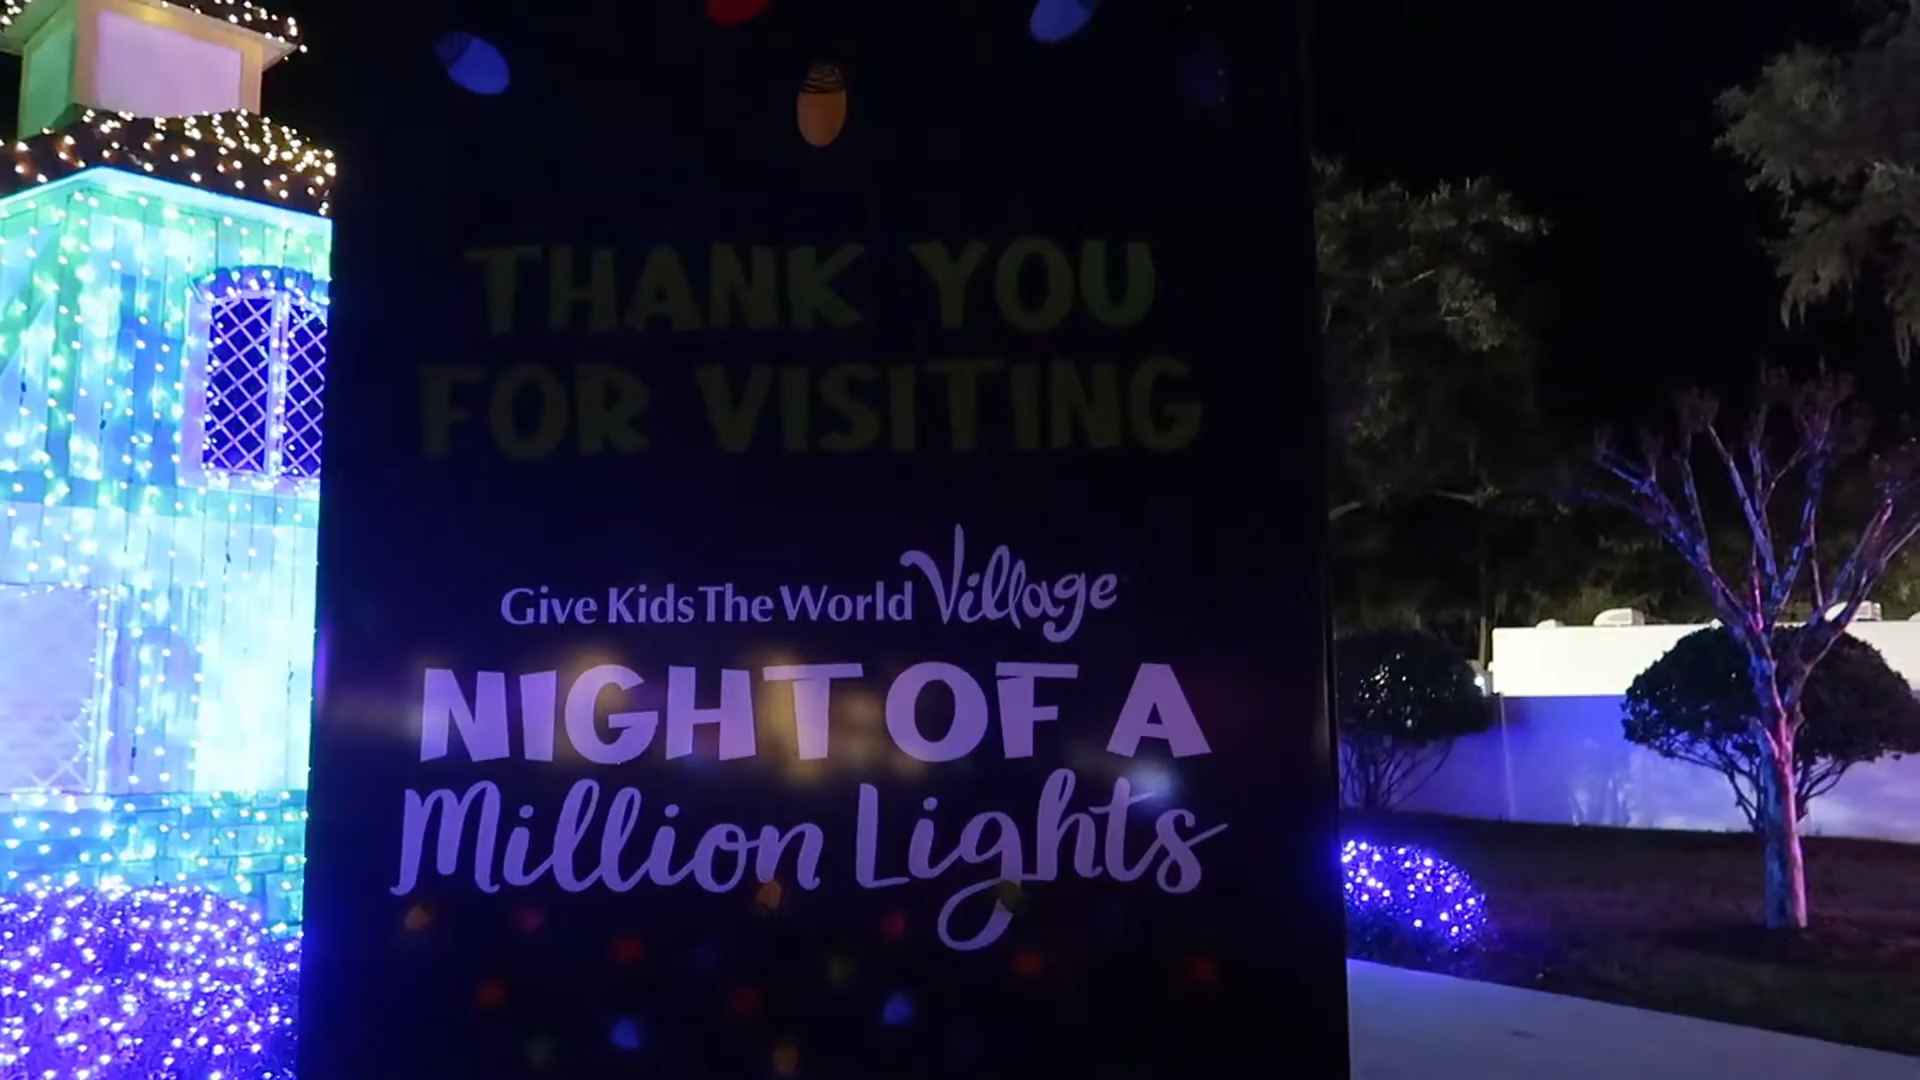 THANK YOU
FOR VISITING
Give Kids The World Village
NIGHT OF A
Million Lights